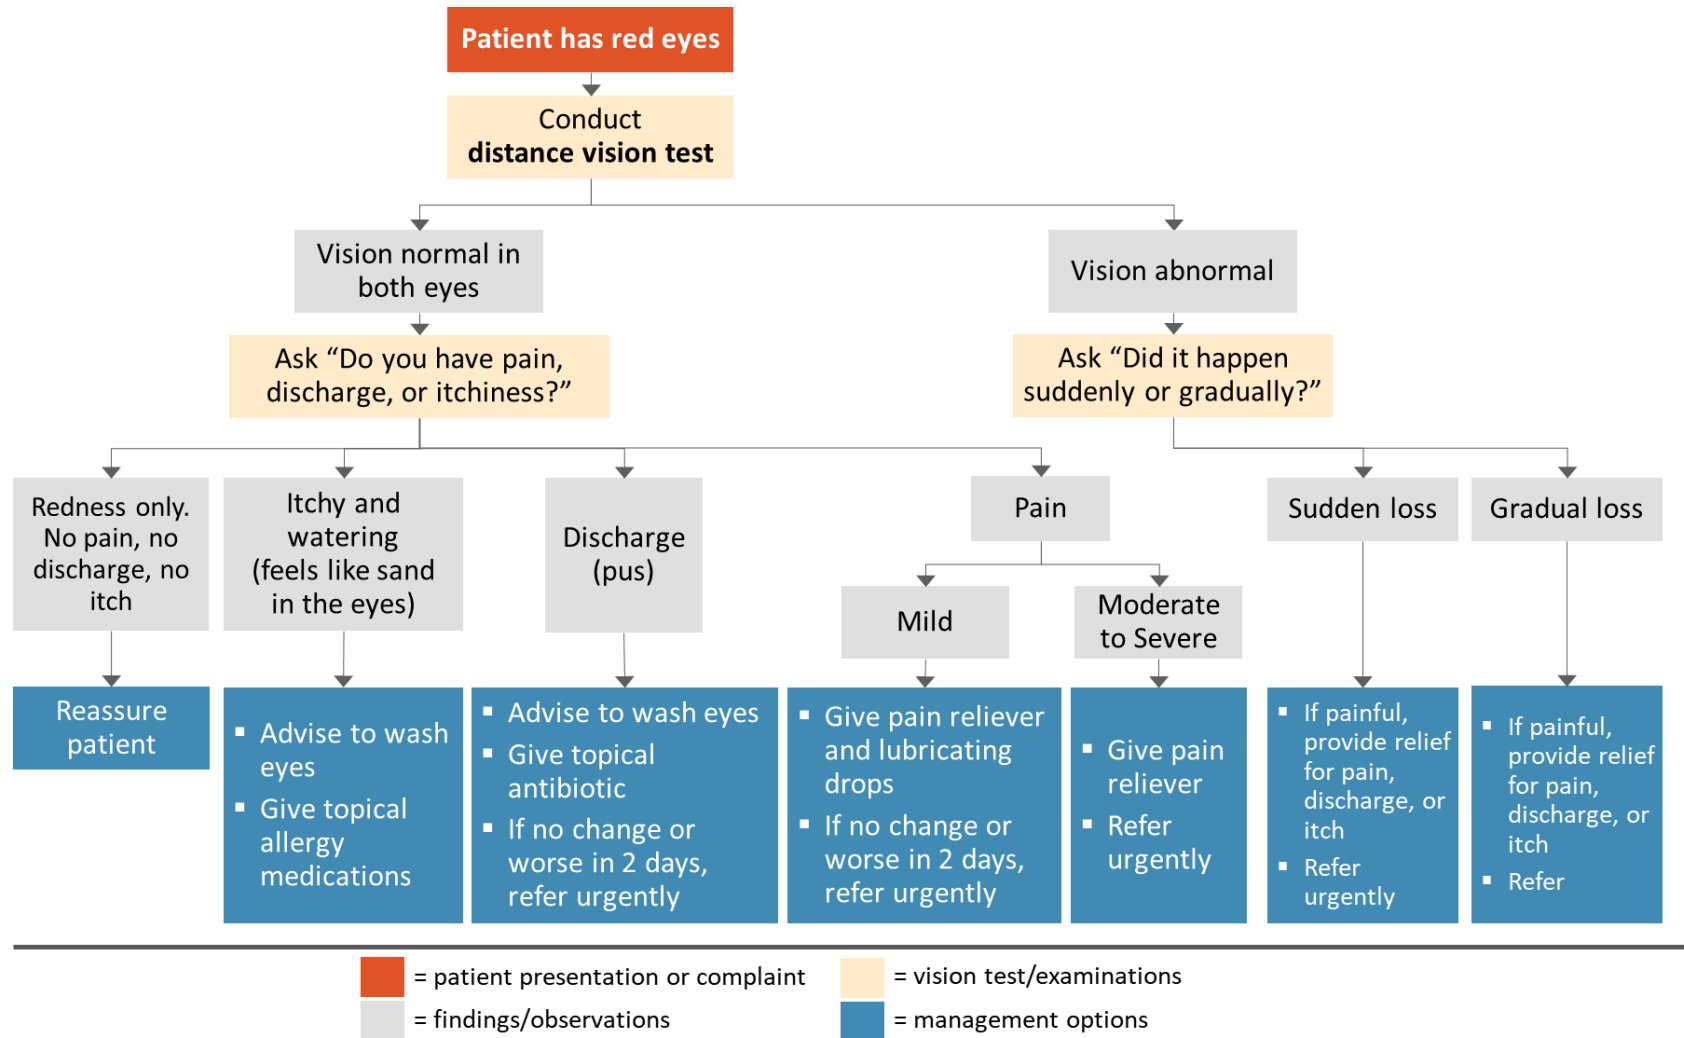 Patient has red eyes
Conduct
distance vision test
Vision normal in
both eyes
Vision abnormal
Ask “Do you have pain,
discharge, or itchiness?”
Ask “Did it happen
suddenly or gradually?”
Redness only.
No pain, no
discharge, no
itch
Itchy and
watering
(feels like sand
in the eyes)
Discharge
(pus)
Pain
Mild
Moderate
to Severe
Sudden loss
Gradual loss
Reassure
patient
▪ Advise to wash
eyes
▪ Give topical
allergy
medications
▪ Advise to wash eyes
▪ Give topical
antibiotic
▪ If no change or
worse in 2 days,
refer urgently
▪ Give pain reliever
and lubricating
drops
▪ If no change or
worse in 2 days,
refer urgently
▪ Give pain
reliever
▪ Refer
urgently
▪ If painful,
provide relief
for pain,
discharge, or
itch
▪ Refer
urgently
▪ If painful,
provide relief
for pain,
discharge, or
itch
▪ Refer
= patient presentation or complaint
= vision test/examinations
= findings/observations
= management options